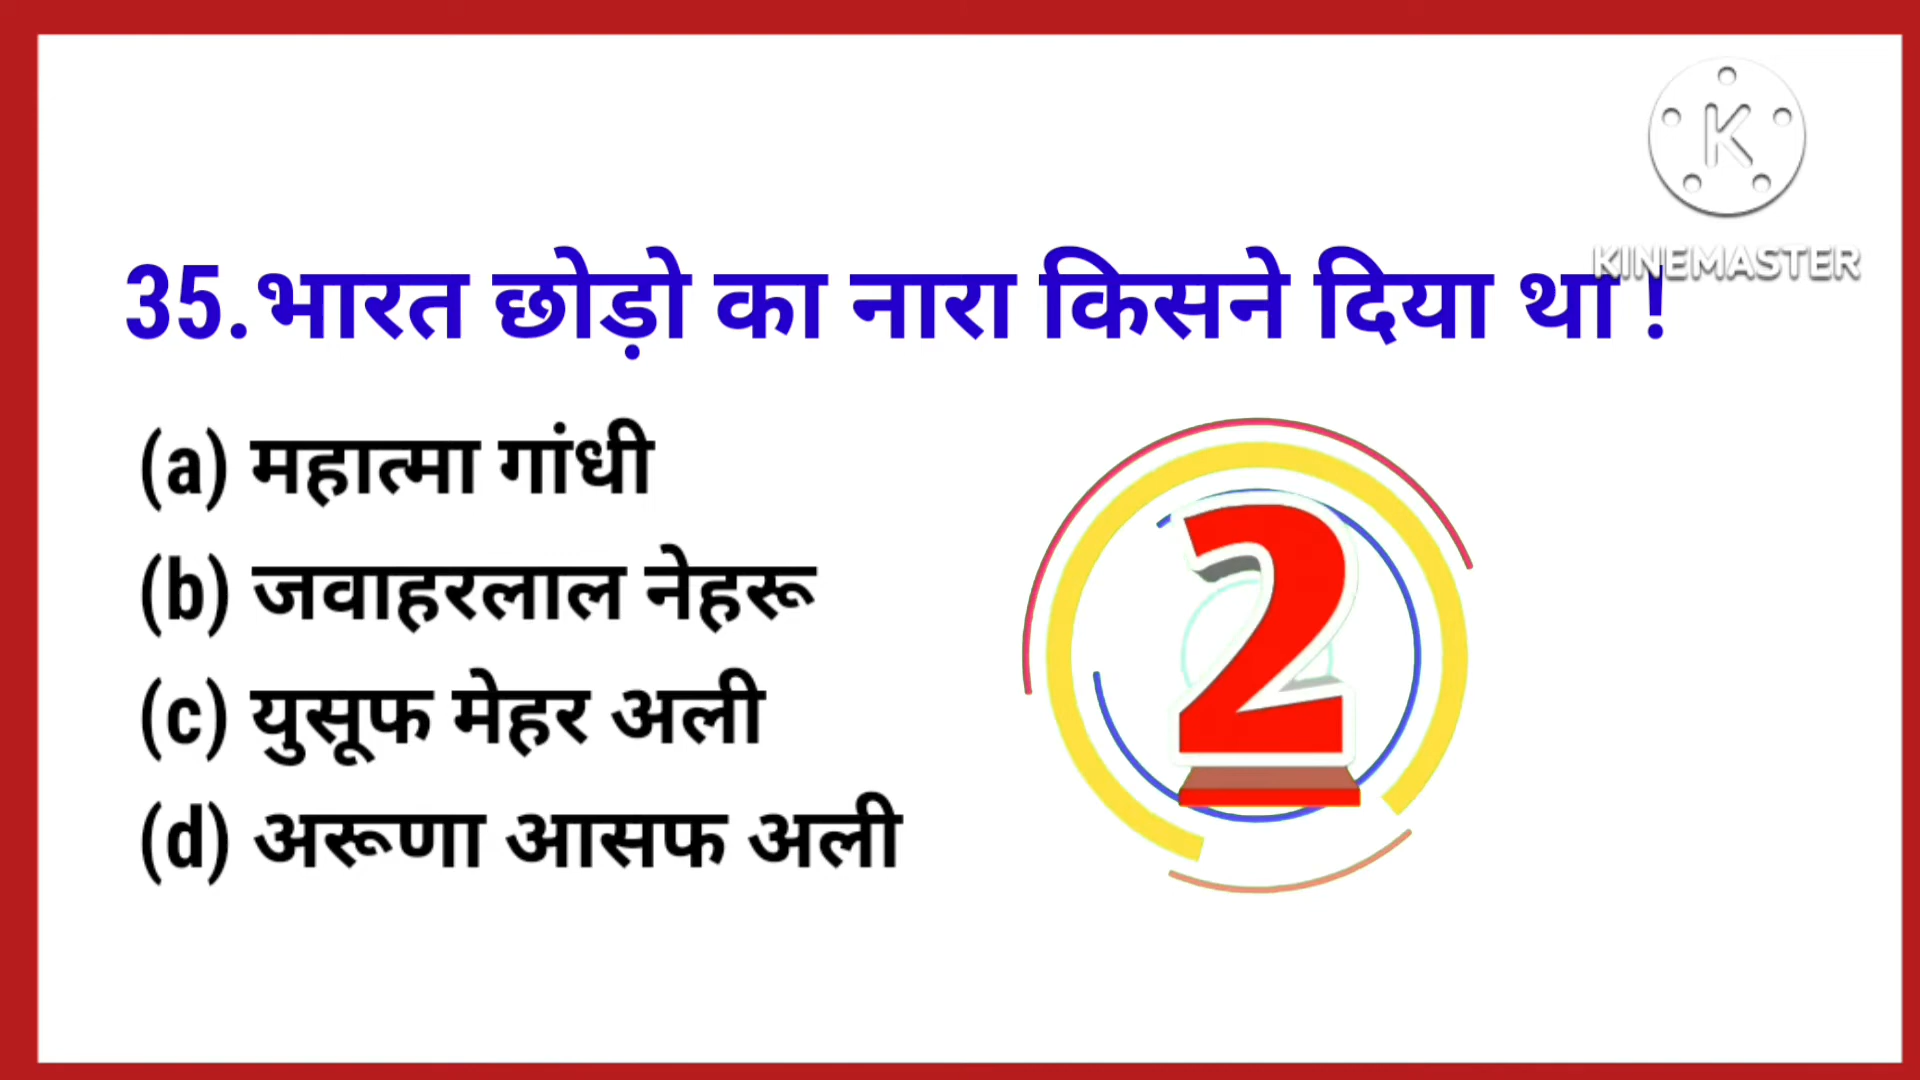 K
KINEMASTER
35.भारत छोड़ो का नारा किसने दिया था !
(a) महात्मा गांधी
(b) जवाहरलाल नेहरू
(c) युसूफ मेहर अली
(d) अरूणा आसफ अली
2